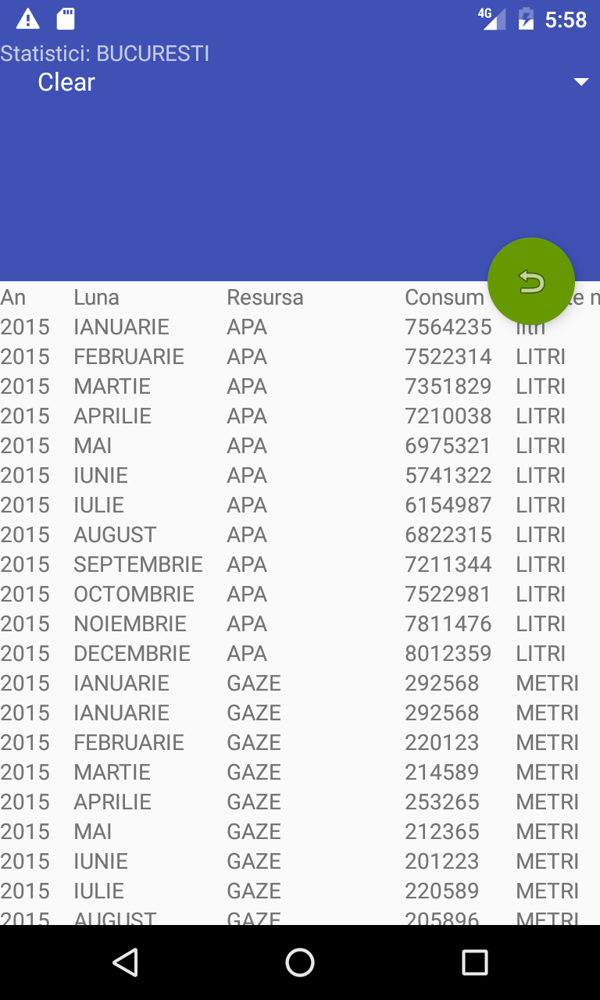 4G 5:58
Statistici: BUCURESTI
Clear
An Luna Resursa Consum
2015 IANUARIE APA 7564235 litri
2015 FEBRUARIE APA 7522314 LITRI
2015 MARTIE APA 7351829 LITRI
2015 APRILIE APA 7210038 LITRI
2015 MAI APA 6975321 LITRI
2015 IUNIE APA 5741322 LITRI
2015 IULIE APA 6154987 LITRI
2015 AUGUST APA 6822315 LITRI
2015 SEPTEMBRIE APA 7211344 LITRI
2015 OCTOMBRIE APA 7522981 LITRI
2015 NOIEMBRIE APA 7811476 LITRI
2015 DECEMBRIE APA 8012359 LITRI
2015 IANUARIE GAZE 292568 METRI
2015 IANUARIE GAZE 292568 METRI
2015 FEBRUARIE GAZE 220123 METRI
2015 MARTIE GAZE 214589 METRI
2015 APRILIE GAZE 253265 METRI
2015 MAI GAZE 212365 METRI
2015 IUNIE GAZE 201223 METRI
2015 IULIE GAZE 220589 METRI
2015 AUGUST GAZE 205896 METRI